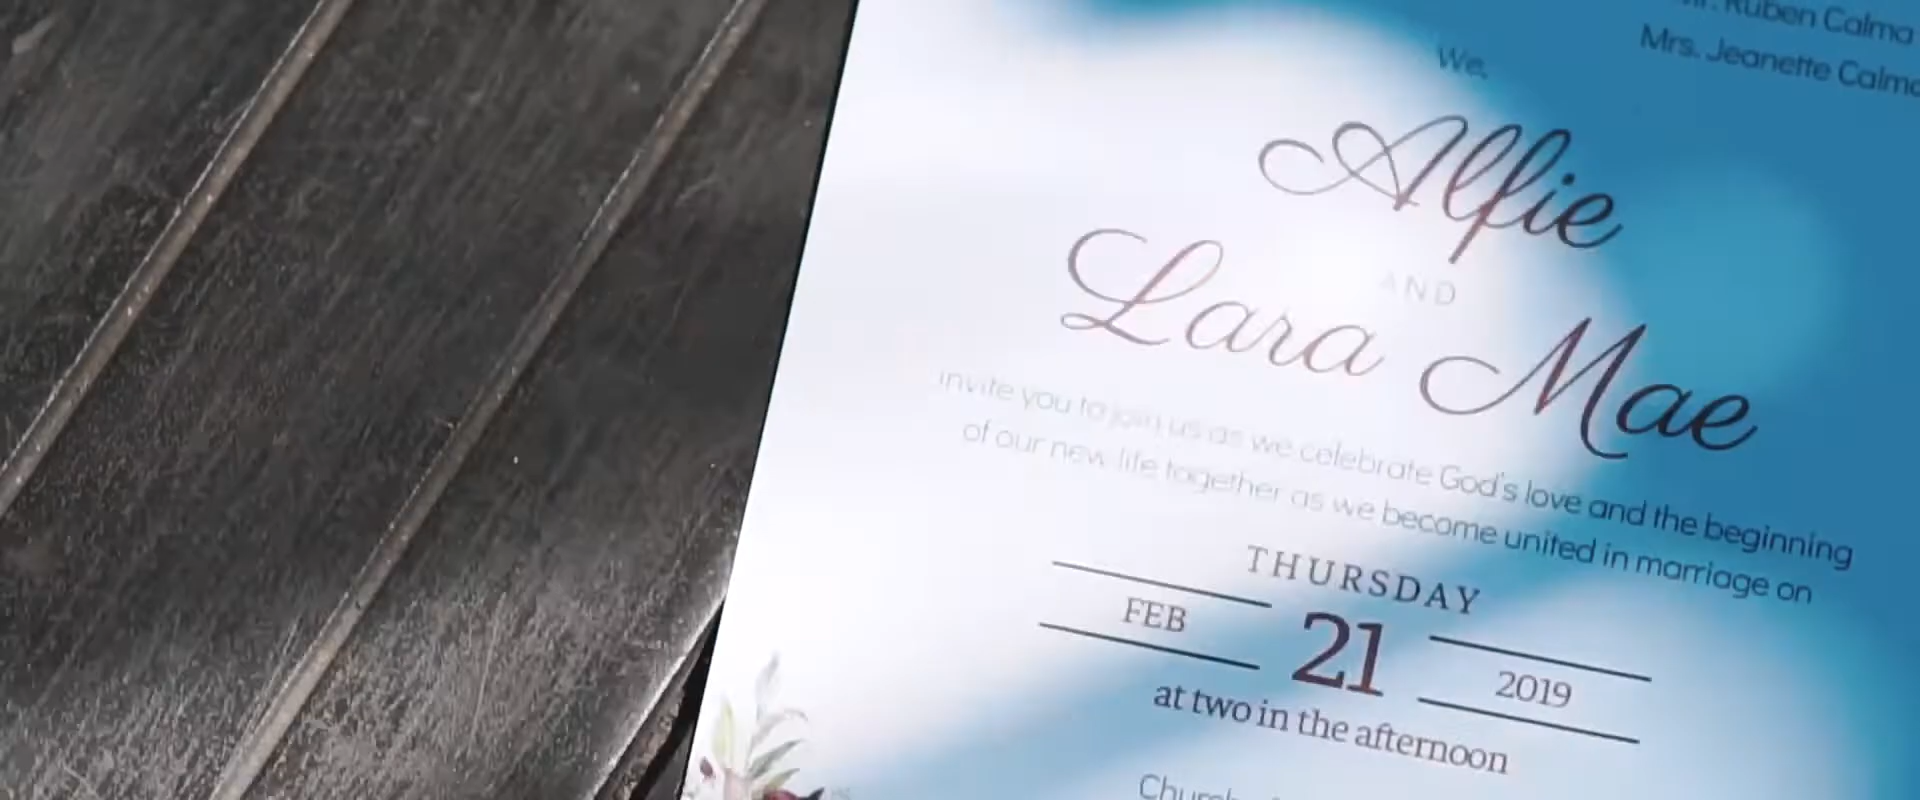 Mr. Ruben Calma
Mrs. Jeanette Calma
We,
Alfie
AND
Lara Mae
invite you to join us as we celebrate God's love and the beginning
of our new life together as we become united in marriage on
THURSDAY
FEB 21 2019
at two in the afternoon
Church